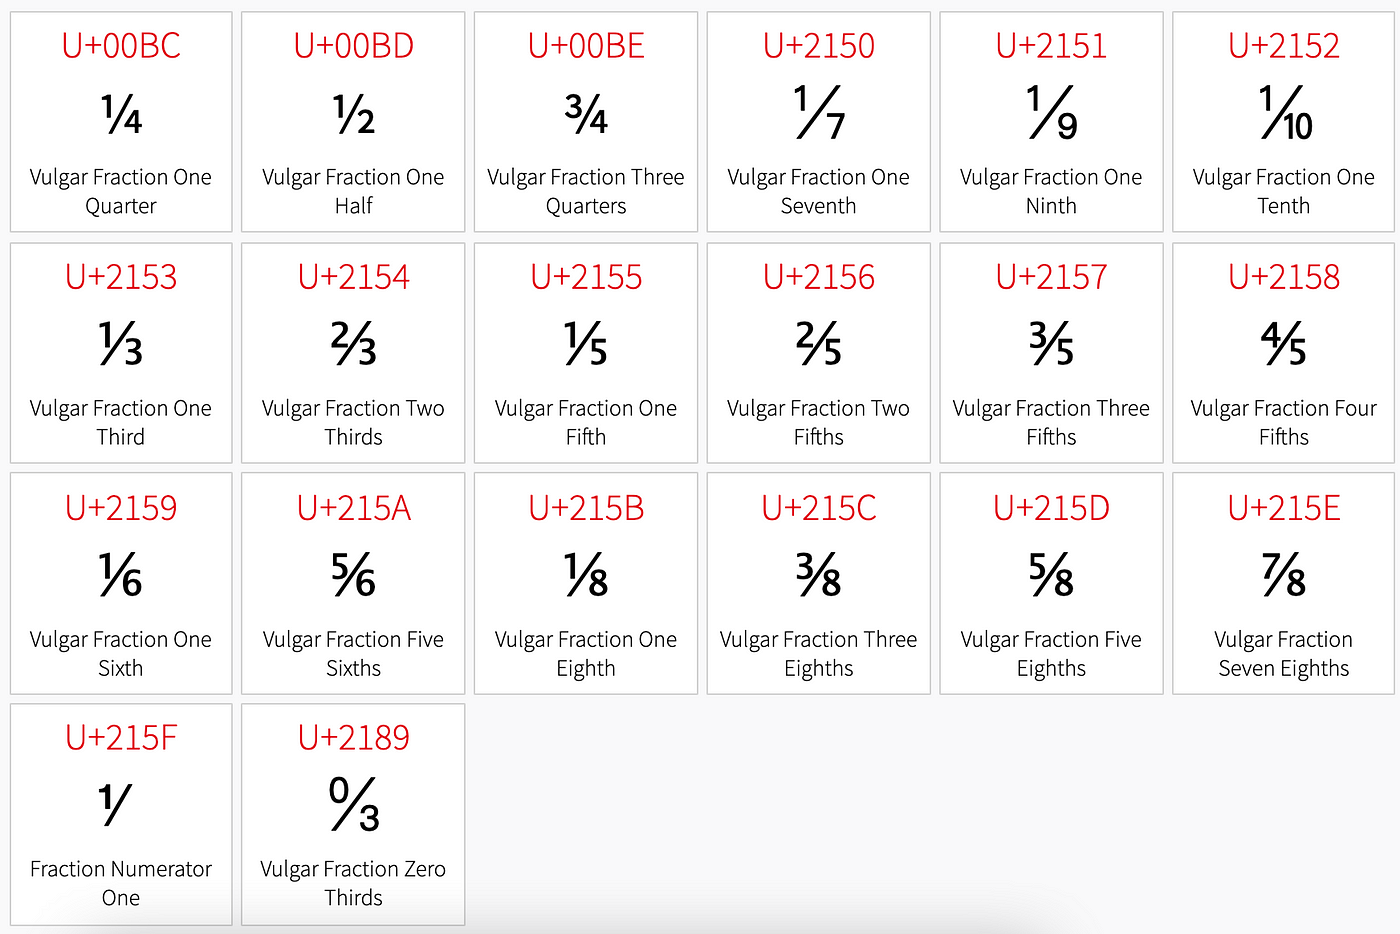 U+00BC U+00BD U+00BE U+2150 U+2151 U+2152
¼ ½ ¾ ⅐ ⅑ ⅒
Vulgar Fraction One Vulgar Fraction One Vulgar Fraction Three Vulgar Fraction One Vulgar Fraction One Vulgar Fraction One
Quarter Half Quarters Seventh Ninth Tenth
U+2153 U+2154 U+2155 U+2156 U+2157 U+2158
⅓ ⅔ ⅕ ⅖ ⅗ ⅘
Vulgar Fraction One Vulgar Fraction Two Vulgar Fraction One Vulgar Fraction Two Vulgar Fraction Three Vulgar Fraction Four
Third Thirds Fifth Fifths Fifths Fifths
U+2159 U+215A U+215B U+215C U+215D U+215E
⅙ ⅚ ⅛ ⅜ ⅝ ⅞
Vulgar Fraction One Vulgar Fraction Five Vulgar Fraction One Vulgar Fraction Three Vulgar Fraction Five Vulgar Fraction
Sixth Sixths Eighth Eighths Eighths Seven Eighths
U+215F U+2189
⅟ ↉
Fraction Numerator Vulgar Fraction Zero
One Thirds